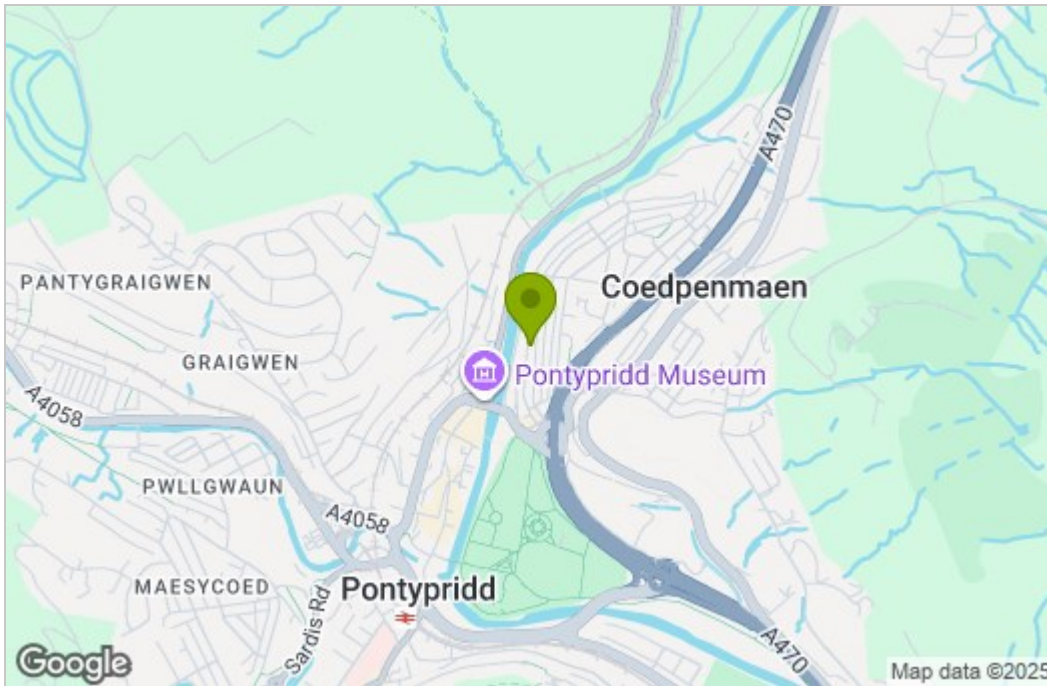 A470
PANTYGRAIGWEN
Coedpenmaen
GRAIGWEN
Pontypridd Museum
A4058
PWLLGWAUN
A4058
MAESYCOED
Pontypridd
Sardis Rd
A470
Google
Map data ©2025